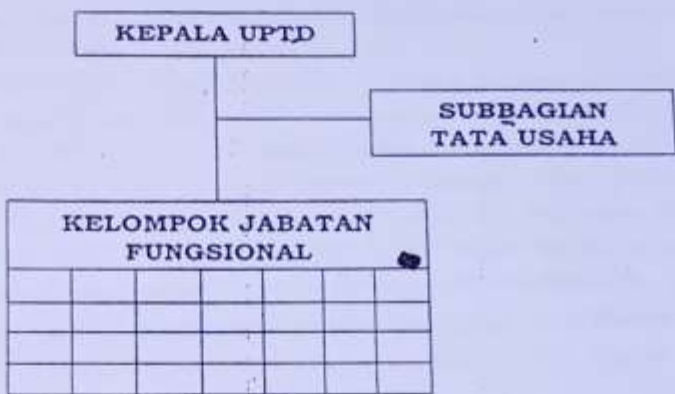 KEPALA UPTD
SUBBAGIAN
TATA USAHA
KELOMPOK JABATAN
FUNGSIONAL